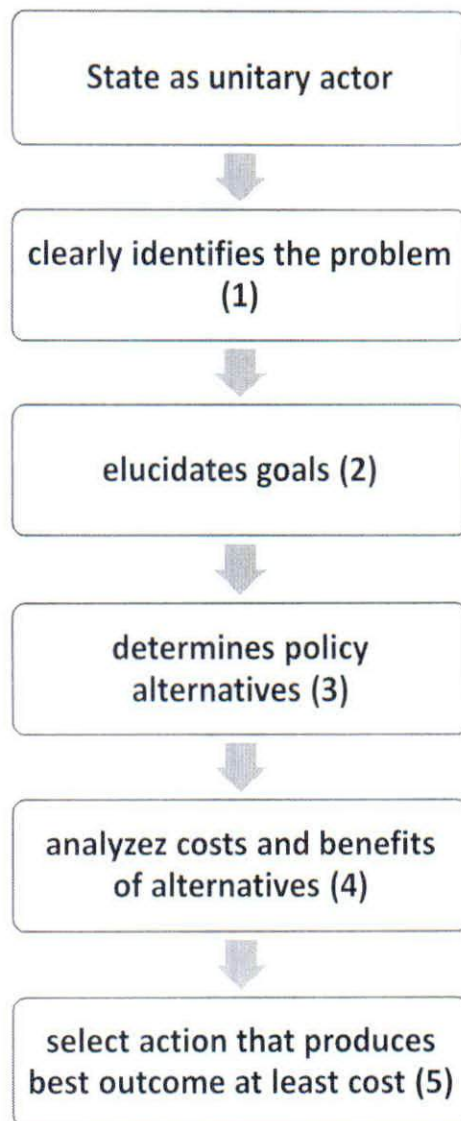 State as unitary actor
clearly identifies the problem
(1)
elucidates goals (2)
determines policy
alternatives (3)
analyzez costs and benefits
of alternatives (4)
select action that produces
best outcome at least cost (5)